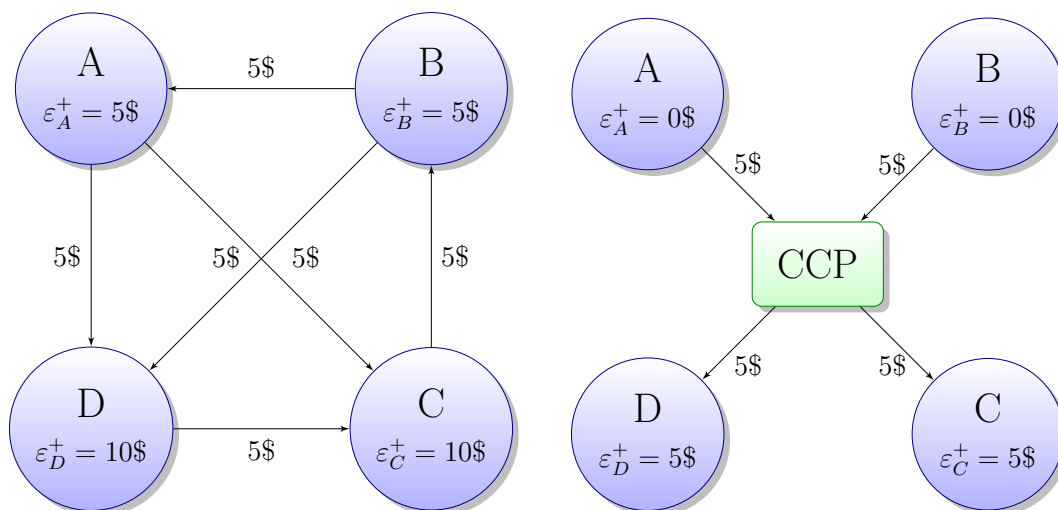 A
ε_A^+ = 5$
5$
B
ε_B^+ = 5$
5$
5$
5$
5$
D
ε_D^+ = 10$
5$
C
ε_C^+ = 10$
A
ε_A^+ = 0$
B
ε_B^+ = 0$
5$
5$
CCP
5$
5$
D
ε_D^+ = 5$
C
ε_C^+ = 5$